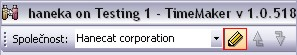 haneka on Testing 1 - TimeMaker v 1.0.518
Společnost: Hanecat corporation